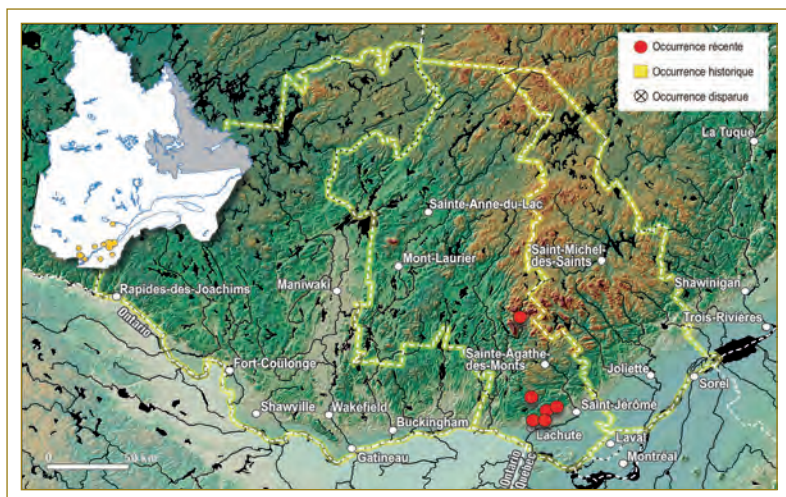 Occurrence récente
Occurrence historique
Occurrence disparue
La Tuque
Sainte-Anne-du-Lac
Saint-Michel-
des-Saints
Mont-Laurier
Maniwaki
Shawinigan
Rapides-des-Joachims
Trois-Rivières
Ontario
Sainte-Agathe-
des-Monts
Fort-Coulonge
Joliette
Sorel
Shawville
Wakefield
Saint-Jérôme
Buckingham
Lachute
Laval
Gatineau
Montréal
Ontario
Québec
0 50 km